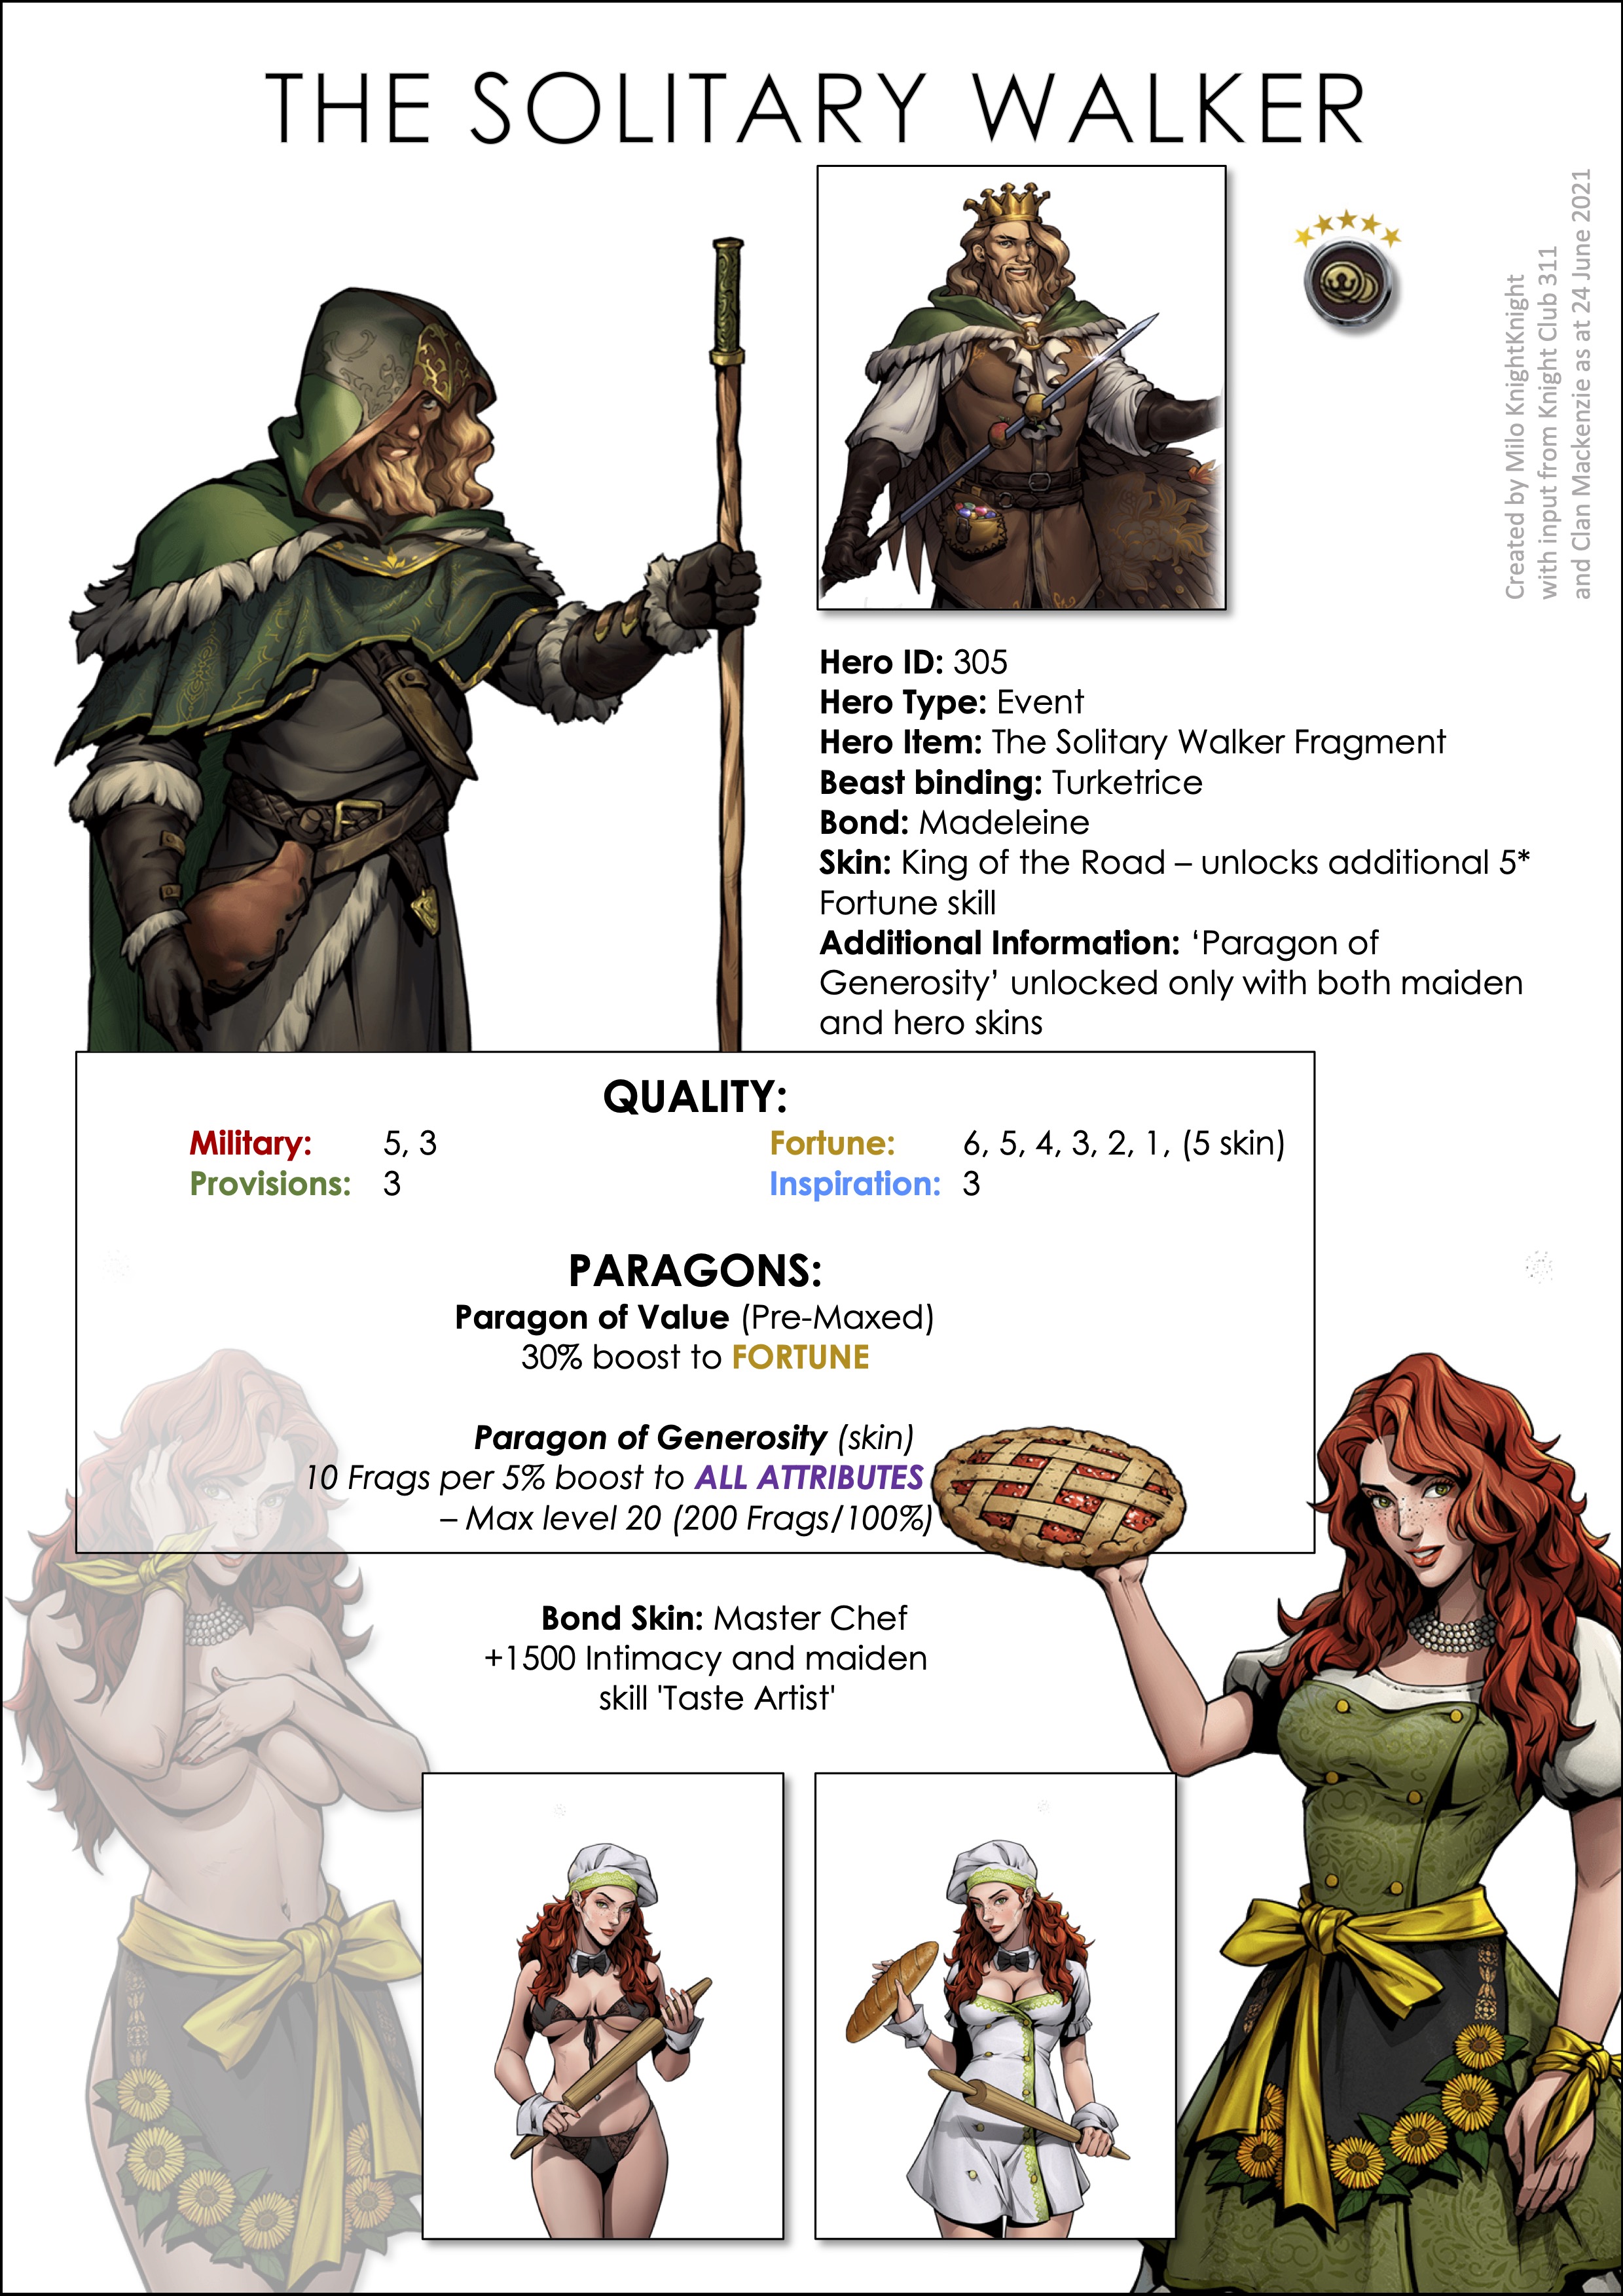 THE SOLITARY WALKER
Created by Milo KnightKnight
with input from Knight Club 311
and Clan Mackenzie as at 24 June 2021
Hero ID: 305
Hero Type: Event
Hero Item: The Solitary Walker Fragment
Beast binding: Turketrice
Bond: Madeleine
Skin: King of the Road – unlocks additional 5*
Fortune skill
Additional Information: ‘Paragon of
Generosity’ unlocked only with both maiden
and hero skins
QUALITY:
Military: 5, 3 Fortune: 6, 5, 4, 3, 2, 1, (5 skin)
Provisions: 3 Inspiration: 3
PARAGONS:
Paragon of Value (Pre-Maxed)
30% boost to FORTUNE
Paragon of Generosity (skin)
10 Frags per 5% boost to ALL ATTRIBUTES
– Max level 20 (200 Frags/100%)
Bond Skin: Master Chef
+1500 Intimacy and maiden
skill 'Taste Artist'